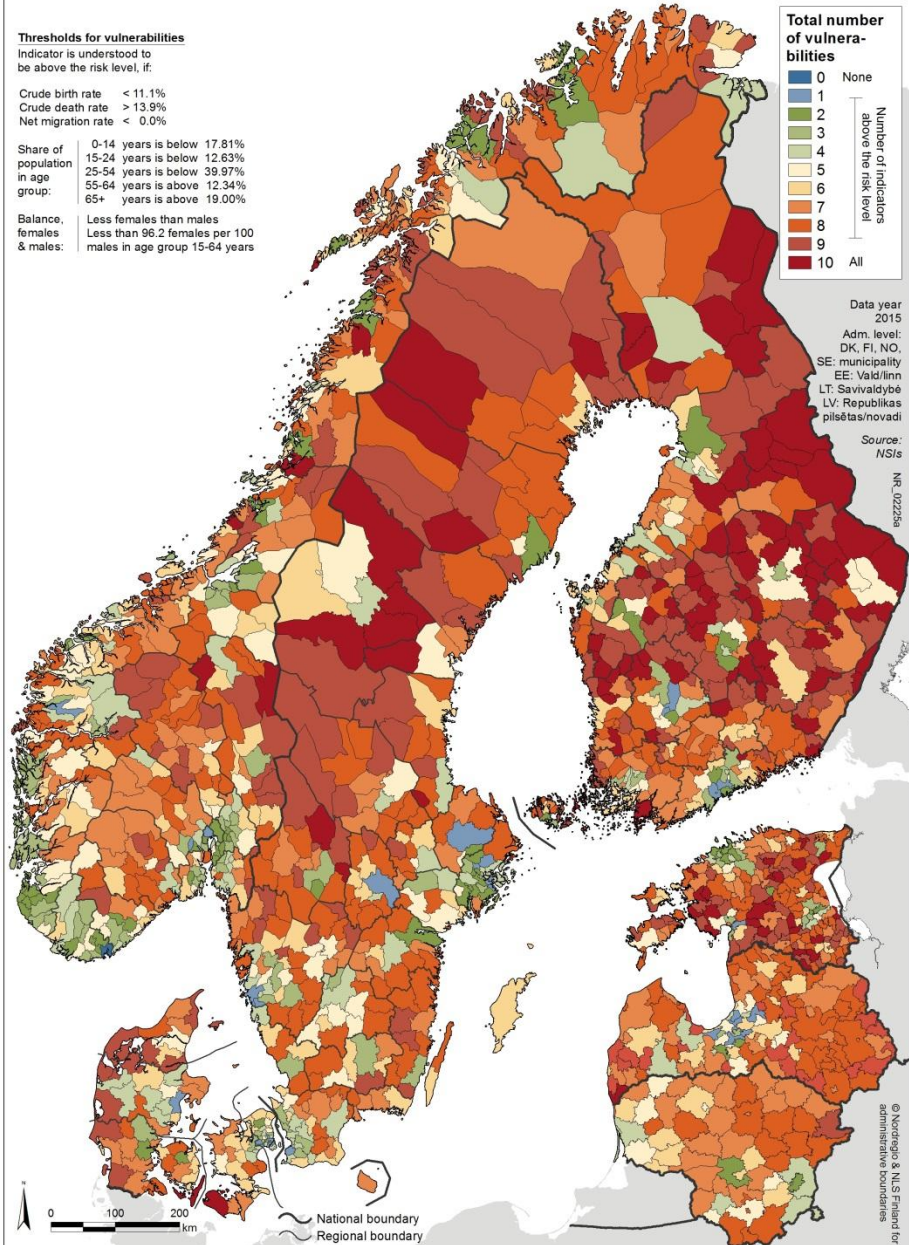 Thresholds for vulnerabilities
Indicator is understood to
be above the risk level, if:
Crude birth rate < 11.1%
Crude death rate > 13.9%
Net migration rate < 0.0%
Share of population in age group:
0-14 years is below 17.81%
15-24 years is below 12.63%
25-54 years is below 39.97%
55-64 years is above 12.34%
65+ years is above 19.00%
Balance, females & males:
Less females than males
Less than 96.2 females per 100
males in age group 15-64 years
Total number
of vulnera-
bilities
0 None
1
2
3
4
5
6
7
8
9
10 All
Number of indicators
above the risk level
Data year
2015
Adm. level:
DK, FI, NO,
SE: municipality
EE: Vald/linn
LT: Savivaldybė
LV: Republikas
pilsētas/novadi
Source:
NSIs
NR_02225a
© Nordregio & NLS Finland for
administrative boundaries
N
0 100 200
km
National boundary
Regional boundary